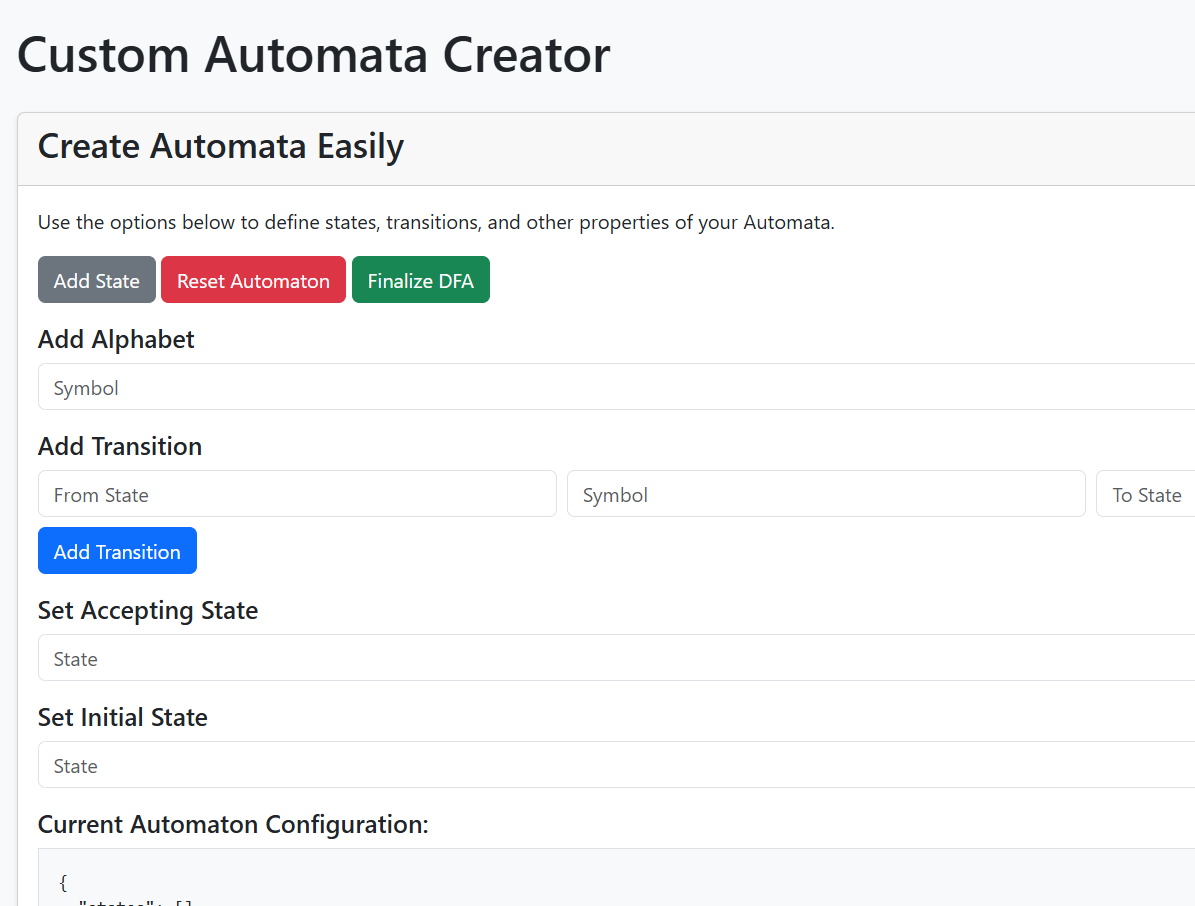 Custom Automata Creator
Create Automata Easily
Use the options below to define states, transitions, and other properties of your Automata.
Add State Reset Automaton Finalize DFA
Add Alphabet
Symbol
Add Transition
From State Symbol To State
Add Transition
Set Accepting State
State
Set Initial State
State
Current Automaton Configuration:
{
"states": []